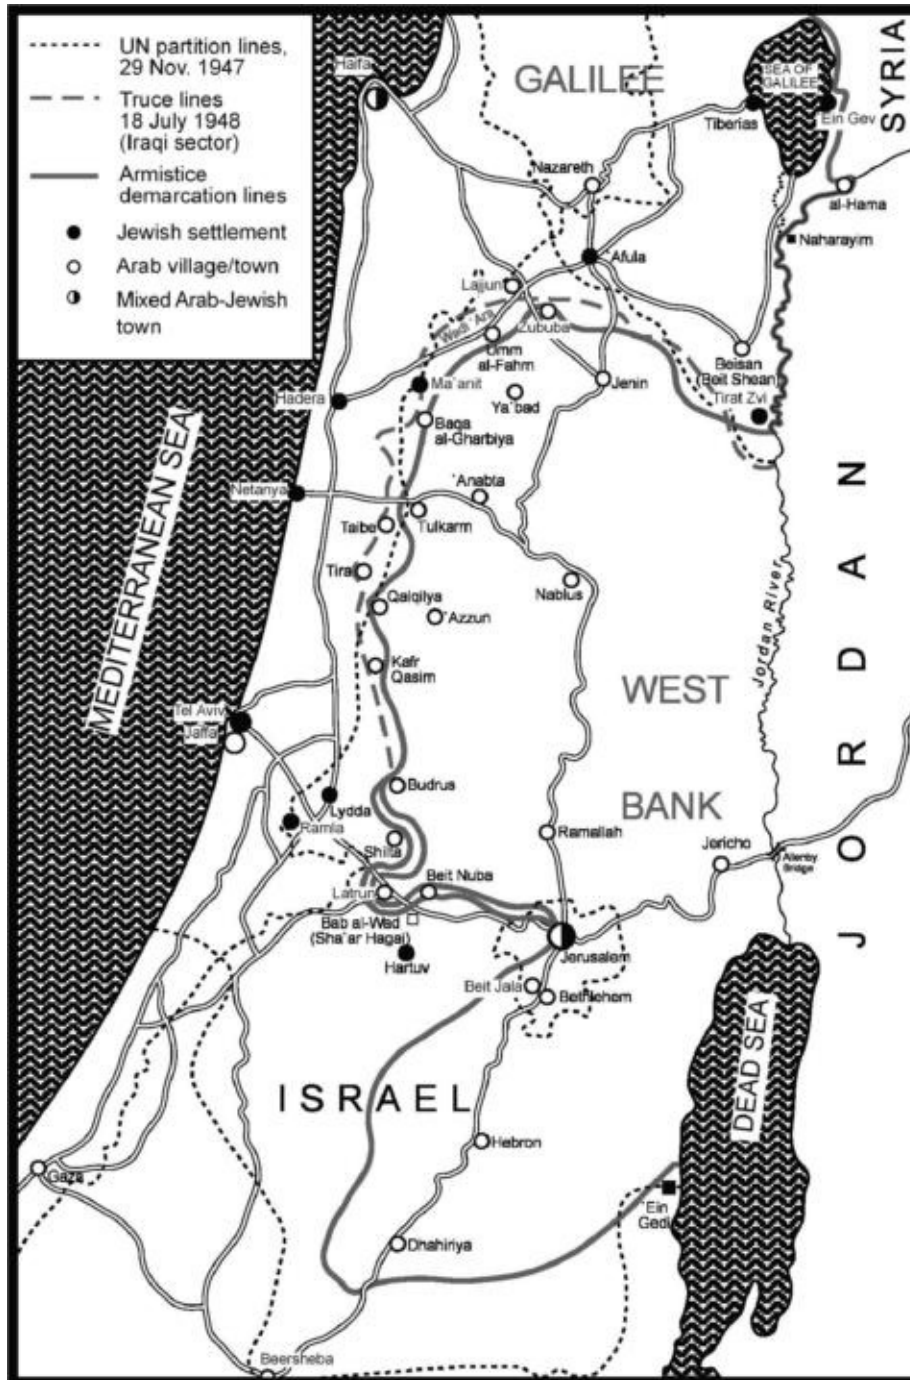 UN partition lines,
29 Nov. 1947
Truce lines
18 July 1948
(Iraqi sector)
Armistice
demarcation lines
Jewish settlement
Arab village/town
Mixed Arab-Jewish
town
Haifa
GALILEE
SEA OF
GALILEE
SYRIA
Tiberias
Ein Gev
Nazareth
al-Hama
Naharayim
Afula
Lajjun
Wadi `Ara
Zububa
Umm
al-Fahm
Beisan
(Beit Shean)
Ma`anit
Jenin
Hadera
Ya`bad
Tirat Zvi
Baqa
al-Gharbiya
MEDITERRANEAN SEA
JORDAN
`Anabta
Netanya
Taibe
Tulkarm
Tira
Nablus
Qalqilya
`Azzun
Jordan River
Kafr
Qasim
WEST
BANK
Tel Aviv
Jaffa
Budrus
Lydda
Ramla
Ramallah
Shilta
Jericho
Allenby
Bridge
Latrun
Beit Nuba
Bab al-Wad
(Sha`ar Hagai)
Hartuv
Jerusalem
Beit Jala
Bethlehem
DEAD SEA
ISRAEL
Hebron
Gaza
`Ein
Gedi
Dhahiriya
Beersheba